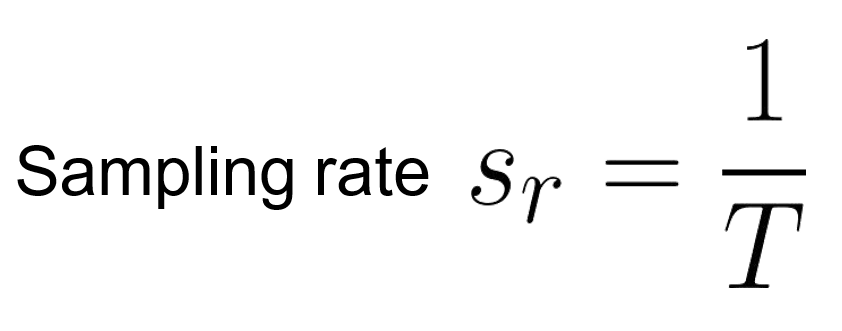 Sampling rate s_r = \frac{1}{T}